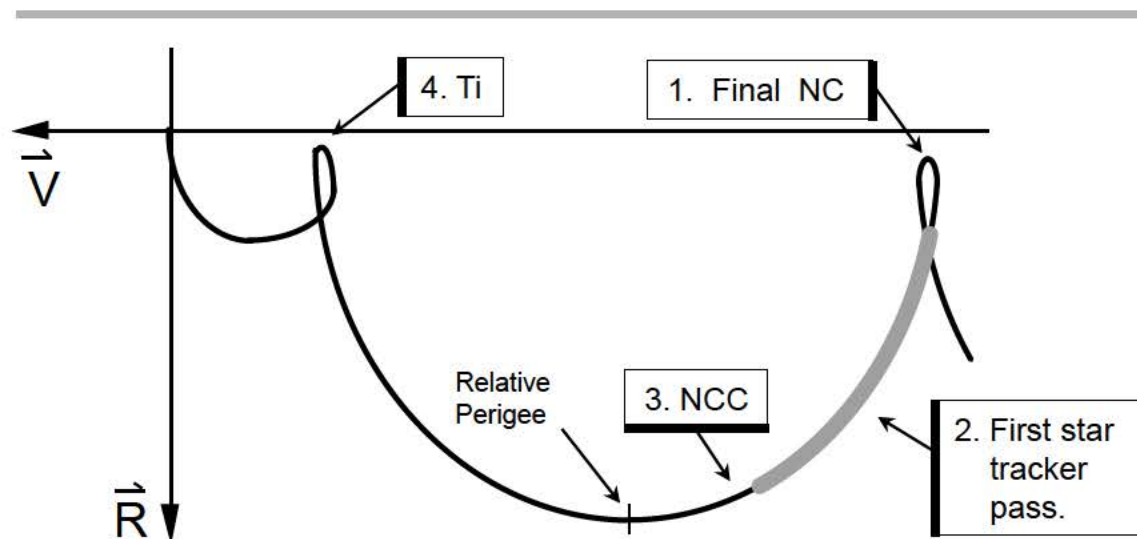 4. Ti
1. Final NC
V
Relative
Perigee
3. NCC
2. First star
tracker
pass.
R